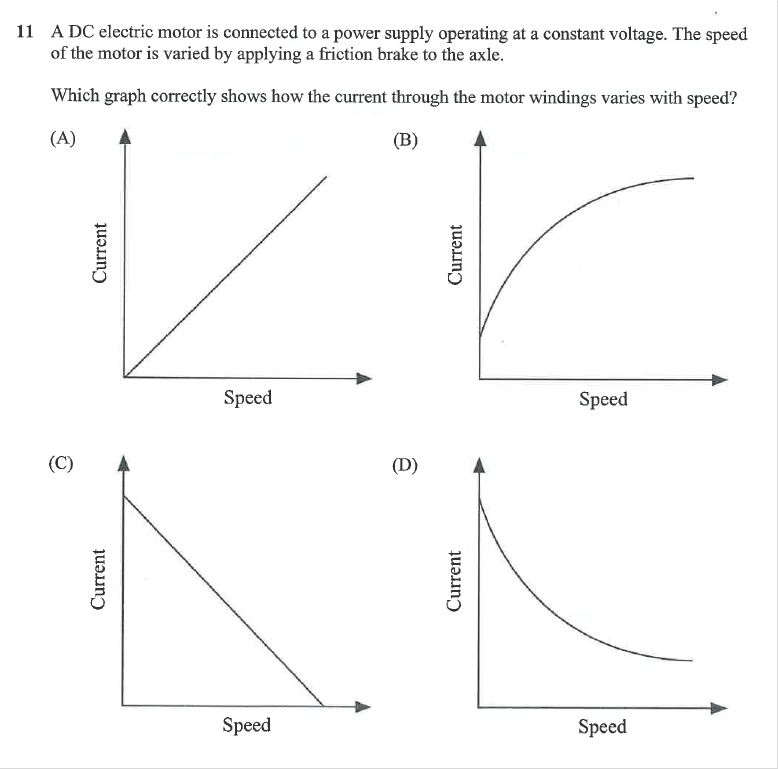 11 A DC electric motor is connected to a power supply operating at a constant voltage. The speed
of the motor is varied by applying a friction brake to the axle.
Which graph correctly shows how the current through the motor windings varies with speed?
(A)
Current
Speed
(B)
Current
Speed
(C)
Current
Speed
(D)
Current
Speed